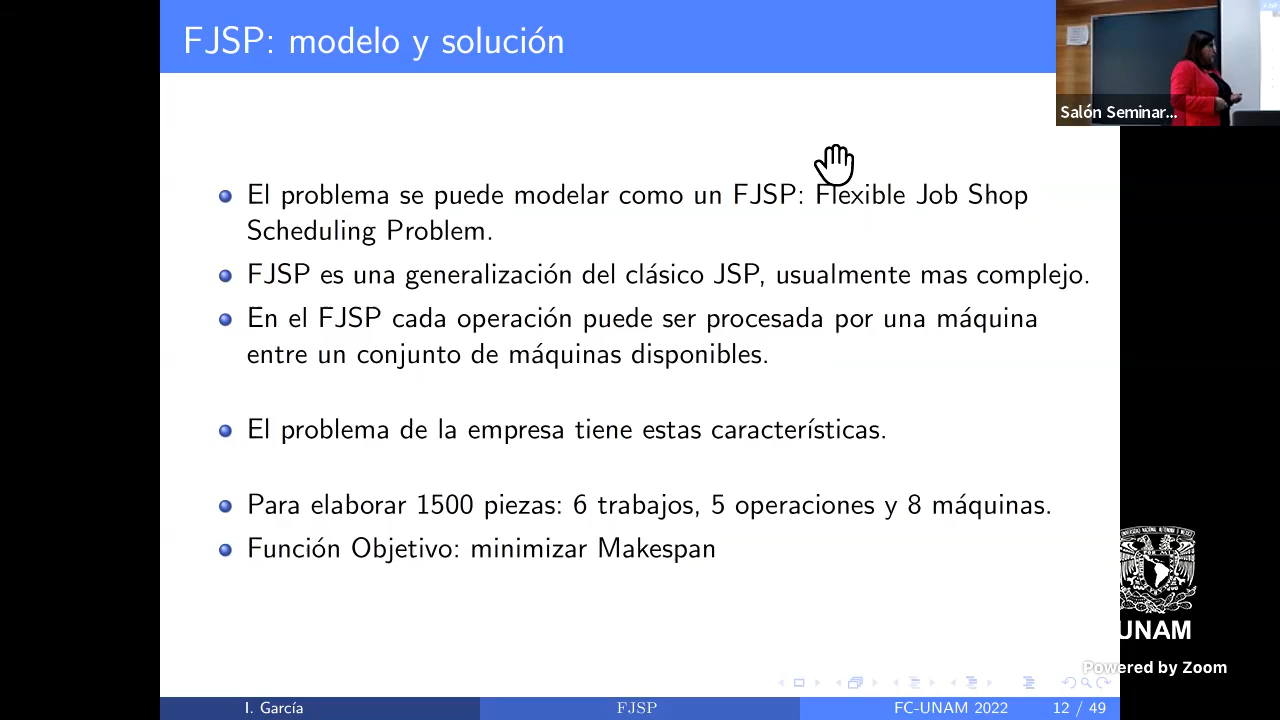 FJSP: modelo y solución
Salón Seminar...
El problema se puede modelar como un FJSP: Flexible Job Shop
Scheduling Problem.
FJSP es una generalización del clásico JSP, usualmente mas complejo.
En el FJSP cada operación puede ser procesada por una máquina
entre un conjunto de máquinas disponibles.
El problema de la empresa tiene estas características.
Para elaborar 1500 piezas: 6 trabajos, 5 operaciones y 8 máquinas.
Función Objetivo: minimizar Makespan
UNAM
Powered by Zoom
I. García
FJSP
FC-UNAM 2022
12 / 49